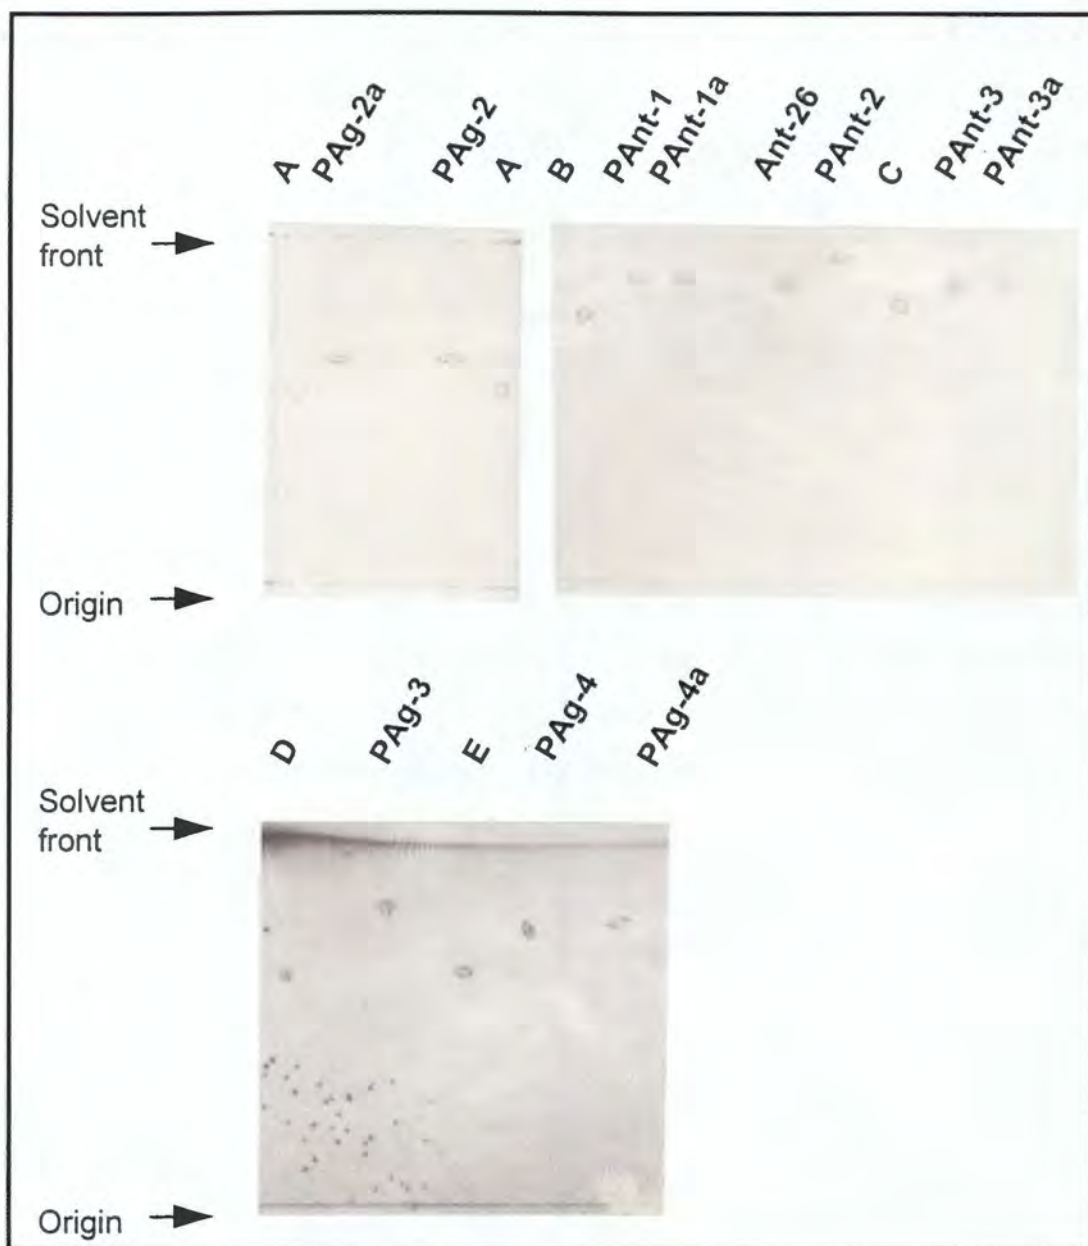 A PAg-2a PAg-2 A B PAnt-1 PAnt-1a Ant-26 PAnt-2 C PAnt-3 PAnt-3a
Solvent
front
Origin
D PAg-3 E PAg-4 PAg-4a
Solvent
front
Origin